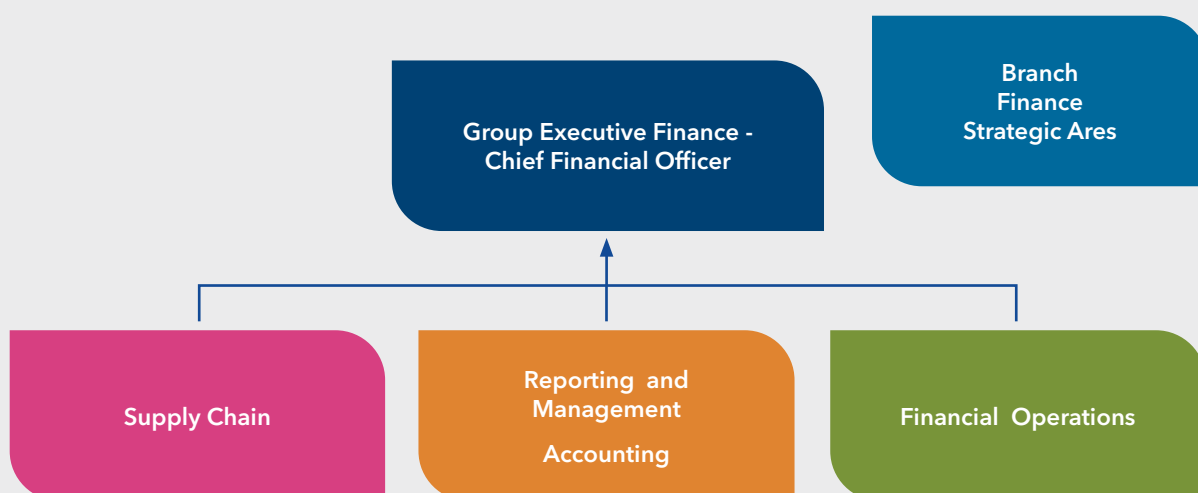 Branch
Finance
Strategic Ares
Group Executive Finance -
Chief Financial Officer
Supply Chain
Reporting and
Management
Accounting
Financial Operations